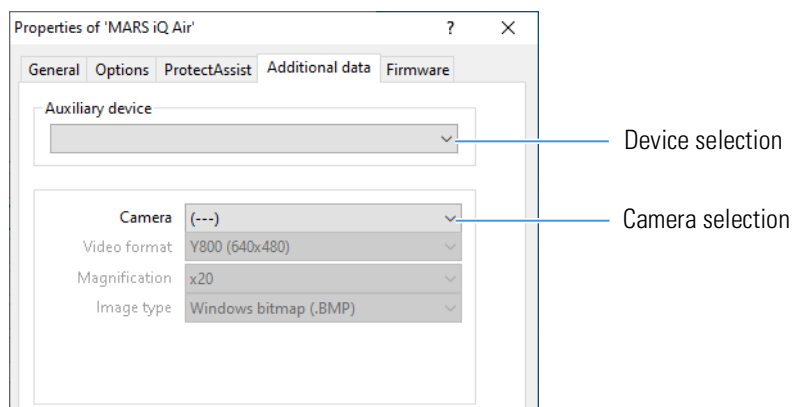 Properties of 'MARS iQ Air' ?
General Options ProtectAssist Additional data Firmware
Auxiliary device
Device selection
Camera (---)
Camera selection
Video format Y800 (640x480)
Magnification x20
Image type Windows bitmap (.BMP)